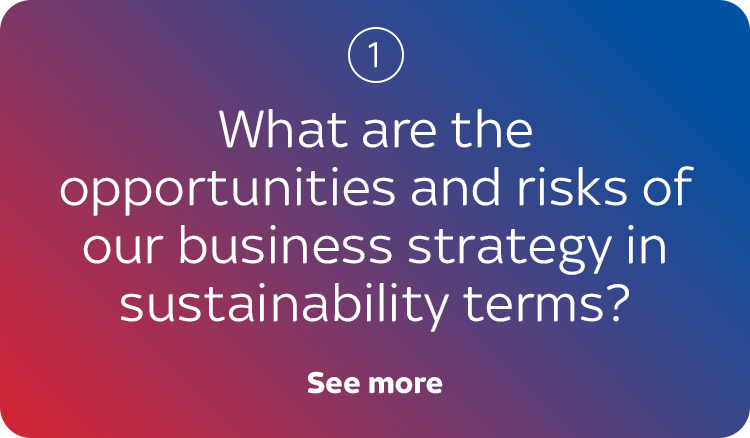 1
What are the
opportunities and risks of
our business strategy in
sustainability terms?
See more